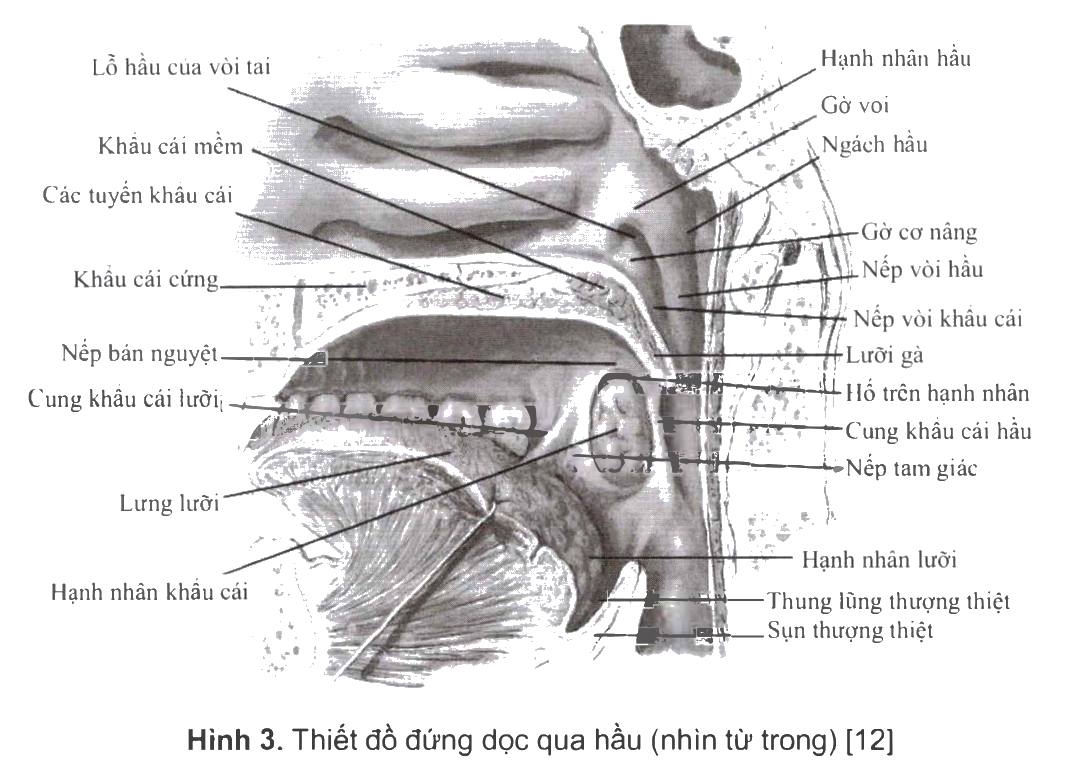 Lỗ hầu của vòi tai
Khẩu cái mềm
Các tuyến khẩu cái
Khẩu cái cứng
Nếp bán nguyệt
Cung khẩu cái lưỡi
Lưng lưỡi
Hạnh nhân khẩu cái
Hạnh nhân hầu
Gờ voi
Ngách hầu
Gờ cơ nâng
Nếp vòi hầu
Nếp vòi khẩu cái
Lưỡi gà
Hố trên hạnh nhân
Cung khẩu cái hầu
Nếp tam giác
Hạnh nhân lưỡi
Thung lũng thượng thiệt
Sụn thượng thiệt
Hình 3. Thiết đồ đứng dọc qua hầu (nhìn từ trong) [12]